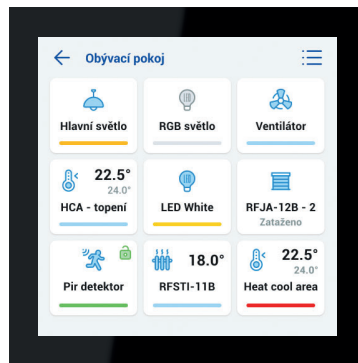 Obývací pokoj
Hlavní světlo
RGB světlo
Ventilátor
22.5°
24.0°
HCA - topení
LED White
RFJA-12B - 2
Zataženo
Pir detektor
18.0°
RFSTI-11B
22.5°
24.0°
Heat cool area